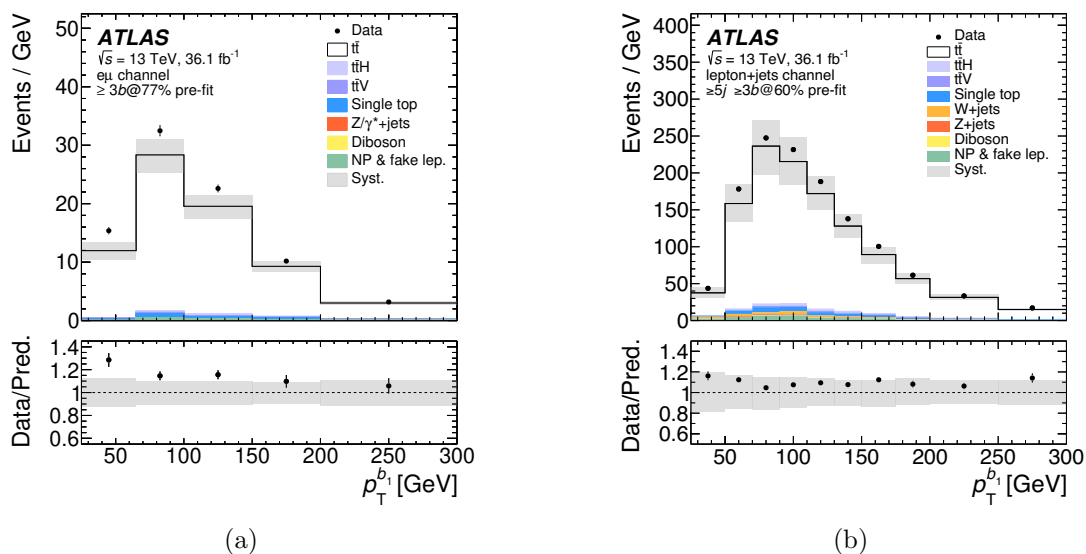 Events / GeV
50
40
30
20
10
0
ATLAS
√s = 13 TeV, 36.1 fb⁻¹
eμ channel
≥ 3b@77% pre-fit
Data
tt̄
tt̄H
tt̄V
Single top
Z/γ*+jets
Diboson
NP & fake lep.
Syst.
Data/Pred.
1.4
1.2
1
0.8
0.6
50 100 150 200 250 300
p_T^{b₁} [GeV]
(a)
Events / GeV
400
350
300
250
200
150
100
50
0
ATLAS
√s = 13 TeV, 36.1 fb⁻¹
lepton+jets channel
≥5j ≥3b@60% pre-fit
Data
tt̄
tt̄H
tt̄V
Single top
W+jets
Z+jets
Diboson
NP & fake lep.
Syst.
Data/Pred.
1.4
1.2
1
0.8
0.6
50 100 150 200 250 300
p_T^{b₁} [GeV]
(b)